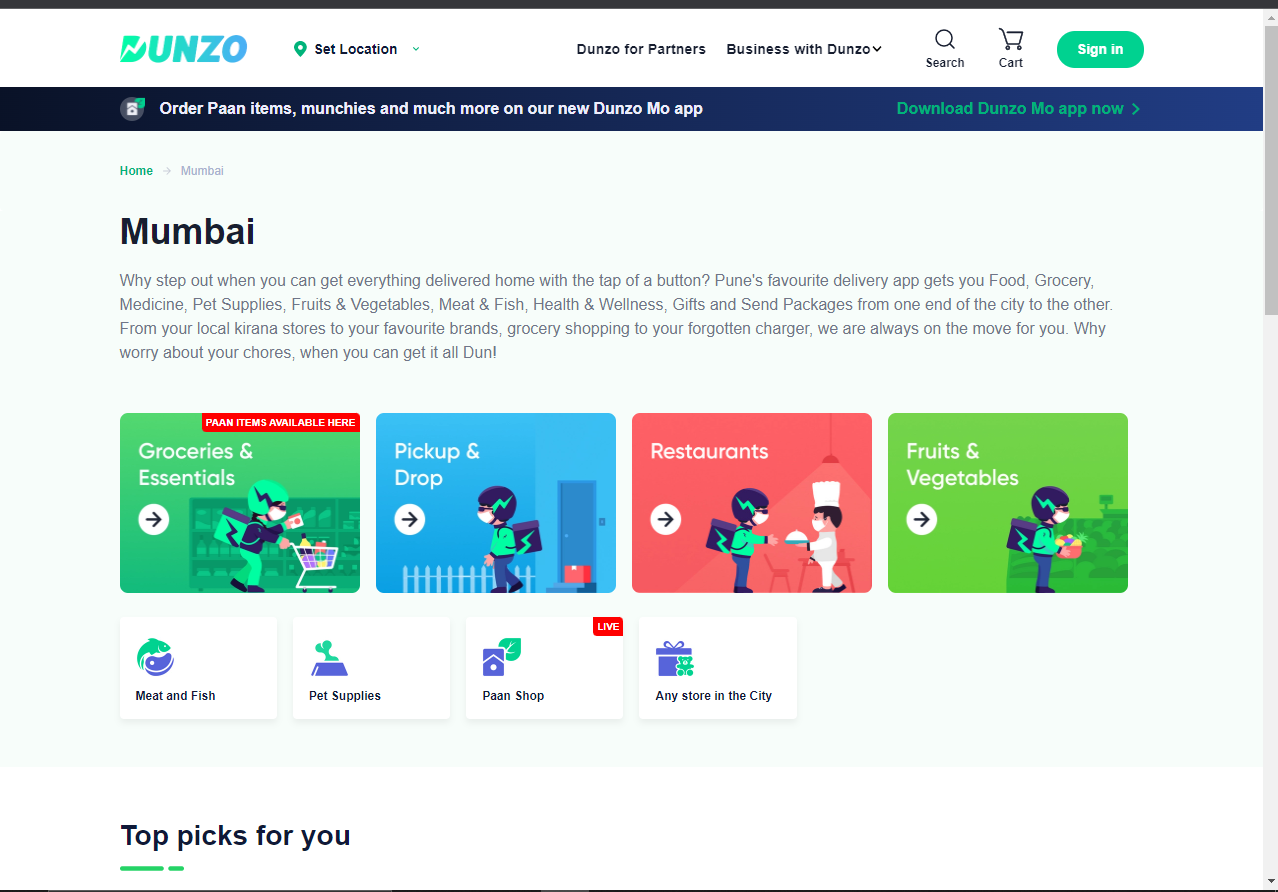 DUNZO
Set Location
Dunzo for Partners
Business with Dunzo
Search
Cart
Sign in
Order Paan items, munchies and much more on our new Dunzo Mo app
Download Dunzo Mo app now
Home
Mumbai
Mumbai
Why step out when you can get everything delivered home with the tap of a button? Pune's favourite delivery app gets you Food, Grocery,
Medicine, Pet Supplies, Fruits & Vegetables, Meat & Fish, Health & Wellness, Gifts and Send Packages from one end of the city to the other.
From your local kirana stores to your favourite brands, grocery shopping to your forgotten charger, we are always on the move for you. Why
worry about your chores, when you can get it all Dun!
PAAN ITEMS AVAILABLE HERE
Groceries &
Essentials
Pickup &
Drop
Restaurants
Fruits &
Vegetables
Meat and Fish
Pet Supplies
LIVE
Paan Shop
Any store in the City
Top picks for you